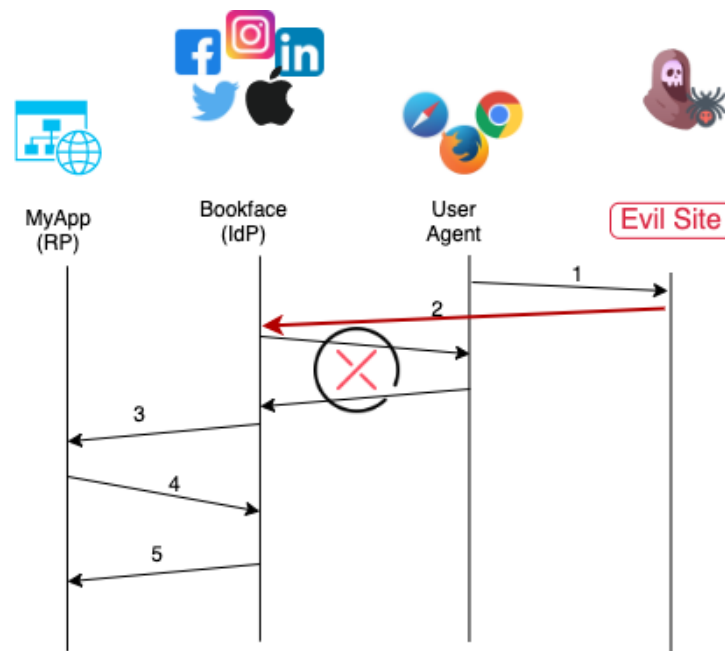 MyApp
(RP)
Bookface
(IdP)
User
Agent
Evil Site
1
2
3
4
5